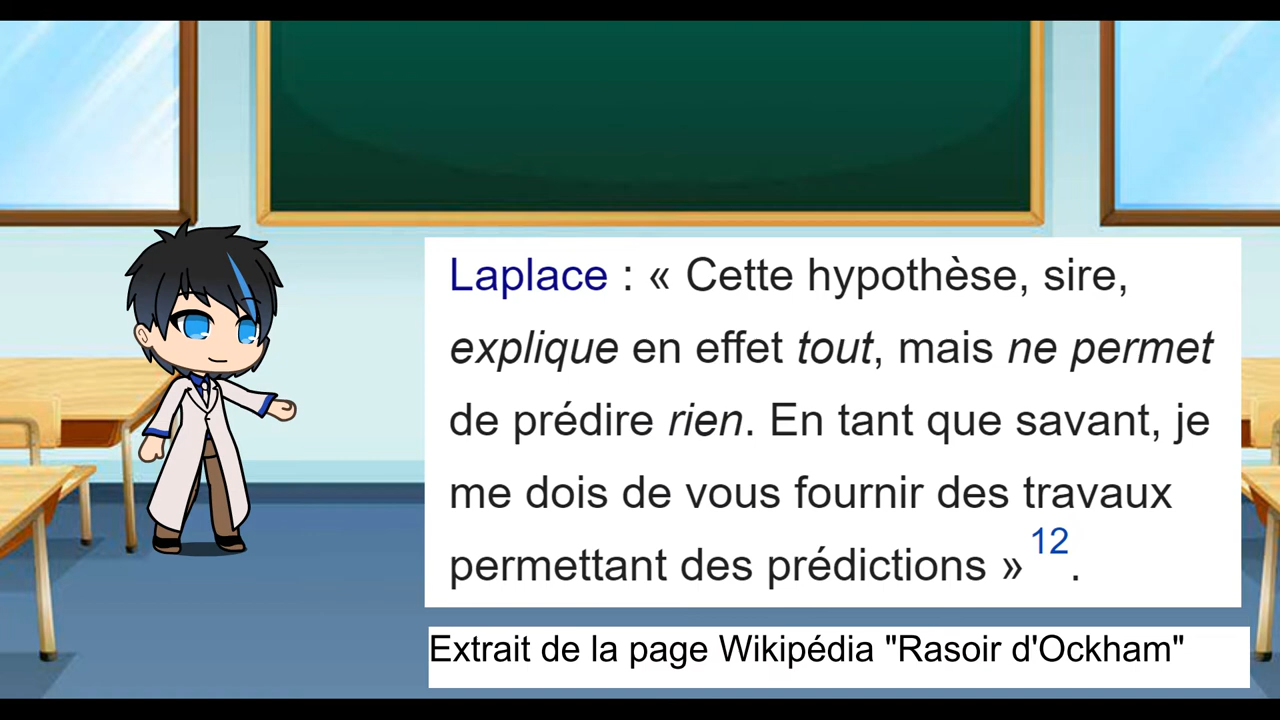 Laplace : « Cette hypothèse, sire,
explique en effet tout, mais ne permet
de prédire rien. En tant que savant, je
me dois de vous fournir des travaux
permettant des prédictions » 12.
Extrait de la page Wikipédia "Rasoir d'Ockham"